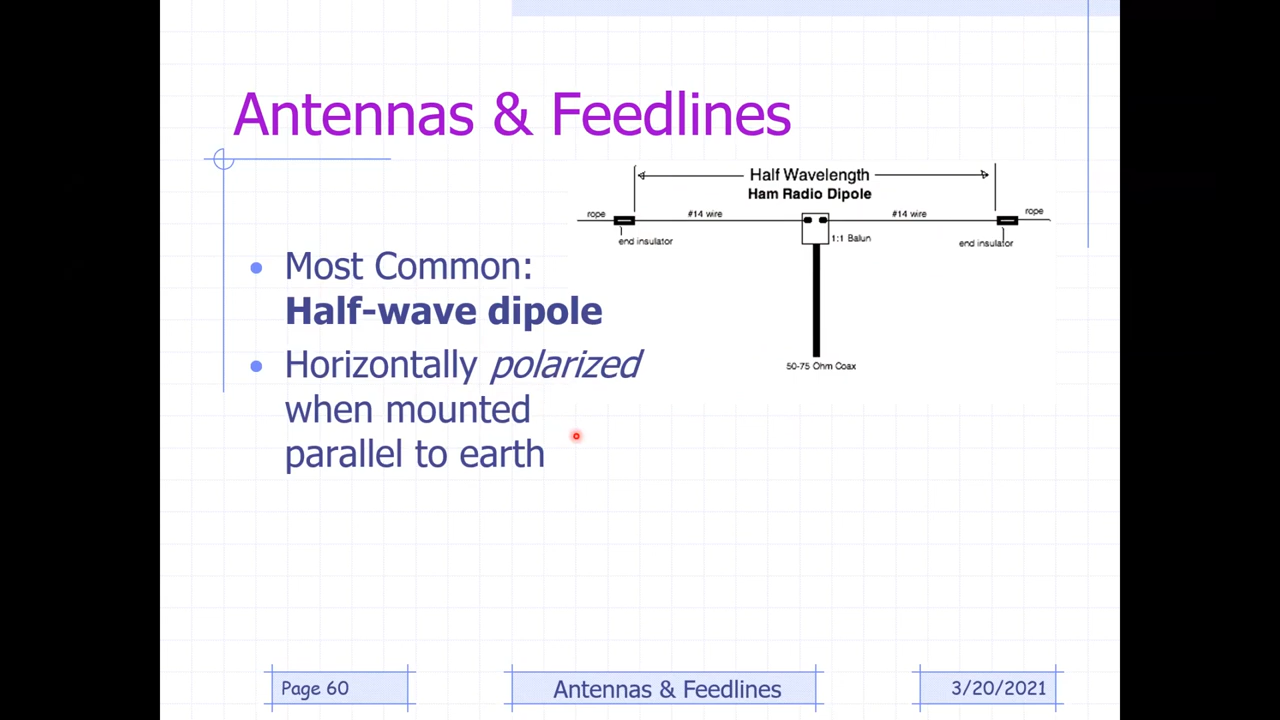 Antennas & Feedlines
Half Wavelength
Ham Radio Dipole
rope
#14 wire
#14 wire
rope
end insulator
1:1 Balun
end insulator
50-75 Ohm Coax
Most Common:
Half-wave dipole
Horizontally polarized
when mounted
parallel to earth
Page 60
Antennas & Feedlines
3/20/2021